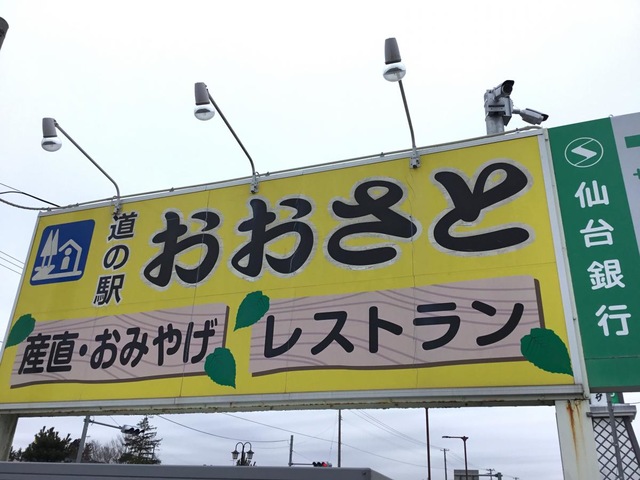 道の駅
おおさと
産直・おみやげ
レストラン
仙台銀行